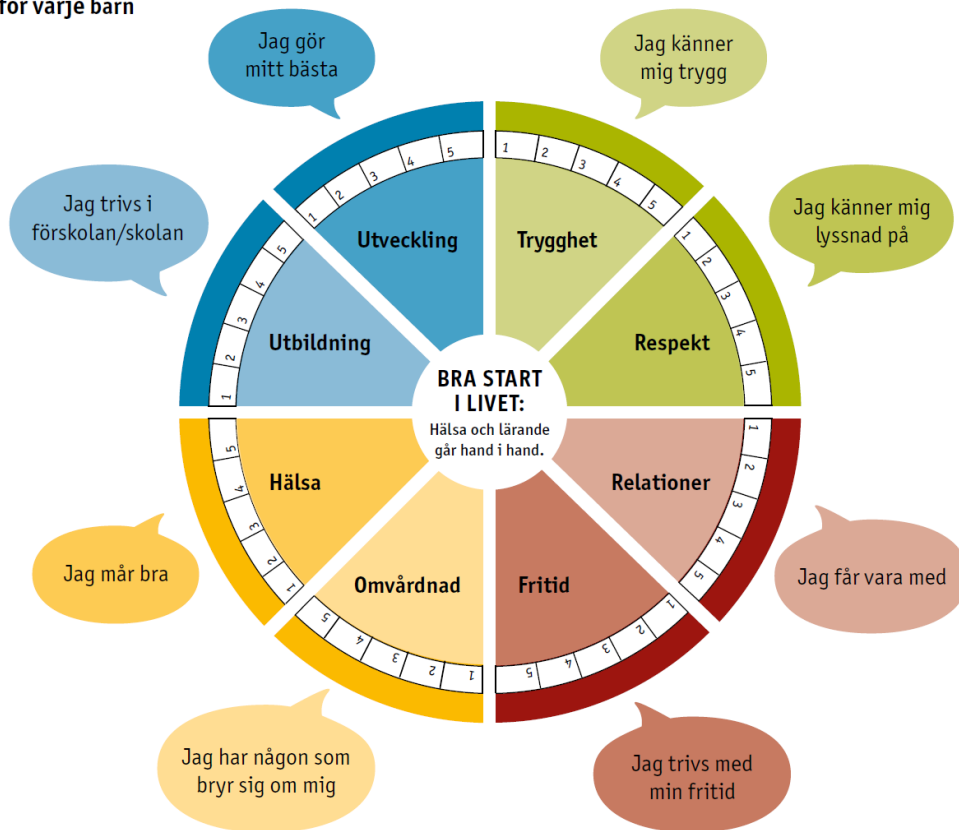 för varje barn
Jag gör
mitt bästa
Jag känner
mig trygg
Jag trivs i
förskolan/skolan
Jag känner mig
lyssnad på
Utveckling
1 2 3 4 5
Trygghet
1 2 3 4 5
Utbildning
1 2 3 4 5
Respekt
1 2 3 4 5
BRA START
I LIVET:
Hälsa och lärande
går hand i hand.
Hälsa
1 2 3 4 5
Relationer
1 2 3 4 5
Omvårdnad
1 2 3 4 5
Fritid
1 2 3 4 5
Jag mår bra
Jag får vara med
Jag har någon som
bryr sig om mig
Jag trivs med
min fritid